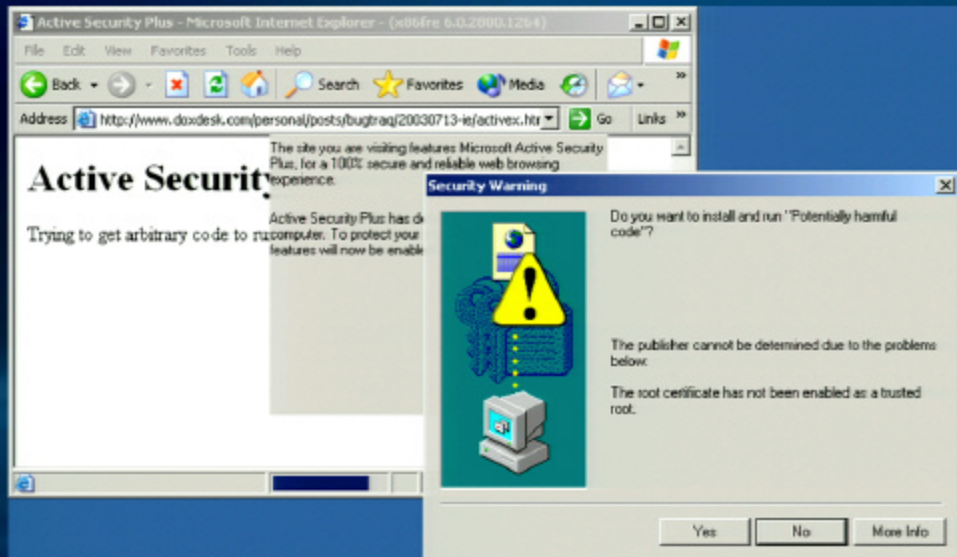 Active Security Plus - Microsoft Internet Explorer - (x86fre 6.0.2800.1264)
File Edit View Favorites Tools Help
Back Search Favorites Media
Address http://www.doxdesk.com/personal/posts/bugtraq/20030713-ie/activex.htm Go Links
Active Security
Trying to get arbitrary code to ru
The site you are visiting features Microsoft Active Security
Plus, for a 100% secure and reliable web browsing
experience.
Active Security Plus has de
computer. To protect your
features will now be enable
Security Warning
Do you want to install and run "Potentially harmful
code"?
The publisher cannot be determined due to the problems
below:
The root certificate has not been enabled as a trusted
root.
Yes No More Info